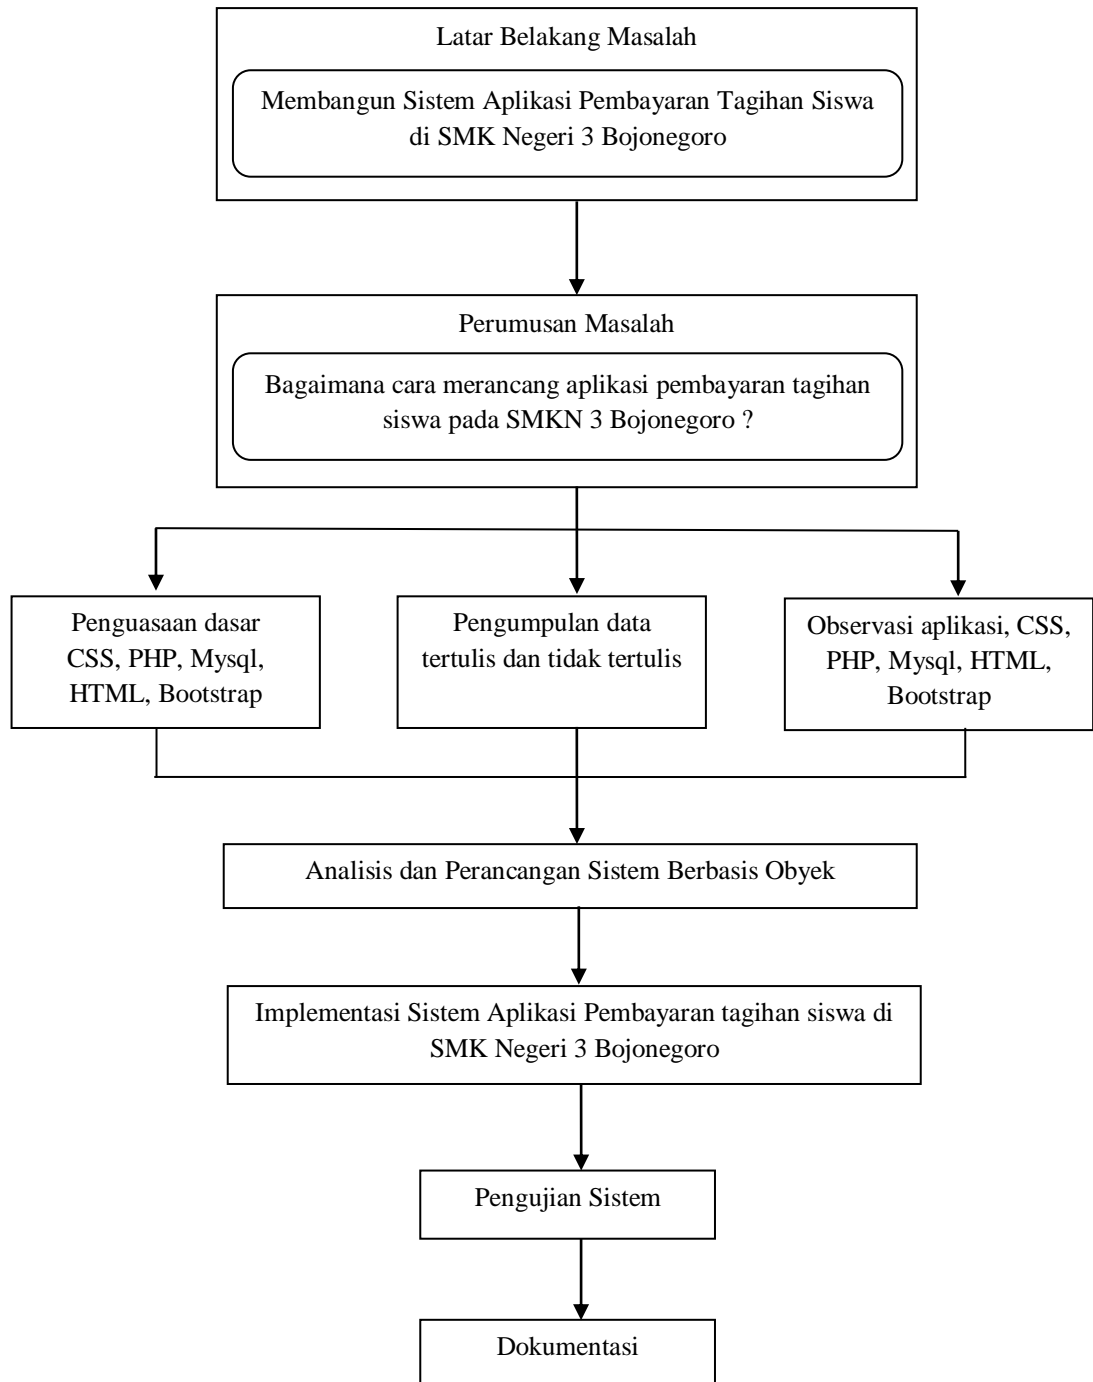 Latar Belakang Masalah
Membangun Sistem Aplikasi Pembayaran Tagihan Siswa
di SMK Negeri 3 Bojonegoro
Perumusan Masalah
Bagaimana cara merancang aplikasi pembayaran tagihan
siswa pada SMKN 3 Bojonegoro ?
Penguasaan dasar
CSS, PHP, Mysql,
HTML, Bootstrap
Pengumpulan data
tertulis dan tidak tertulis
Observasi aplikasi, CSS,
PHP, Mysql, HTML,
Bootstrap
Analisis dan Perancangan Sistem Berbasis Obyek
Implementasi Sistem Aplikasi Pembayaran tagihan siswa di
SMK Negeri 3 Bojonegoro
Pengujian Sistem
Dokumentasi